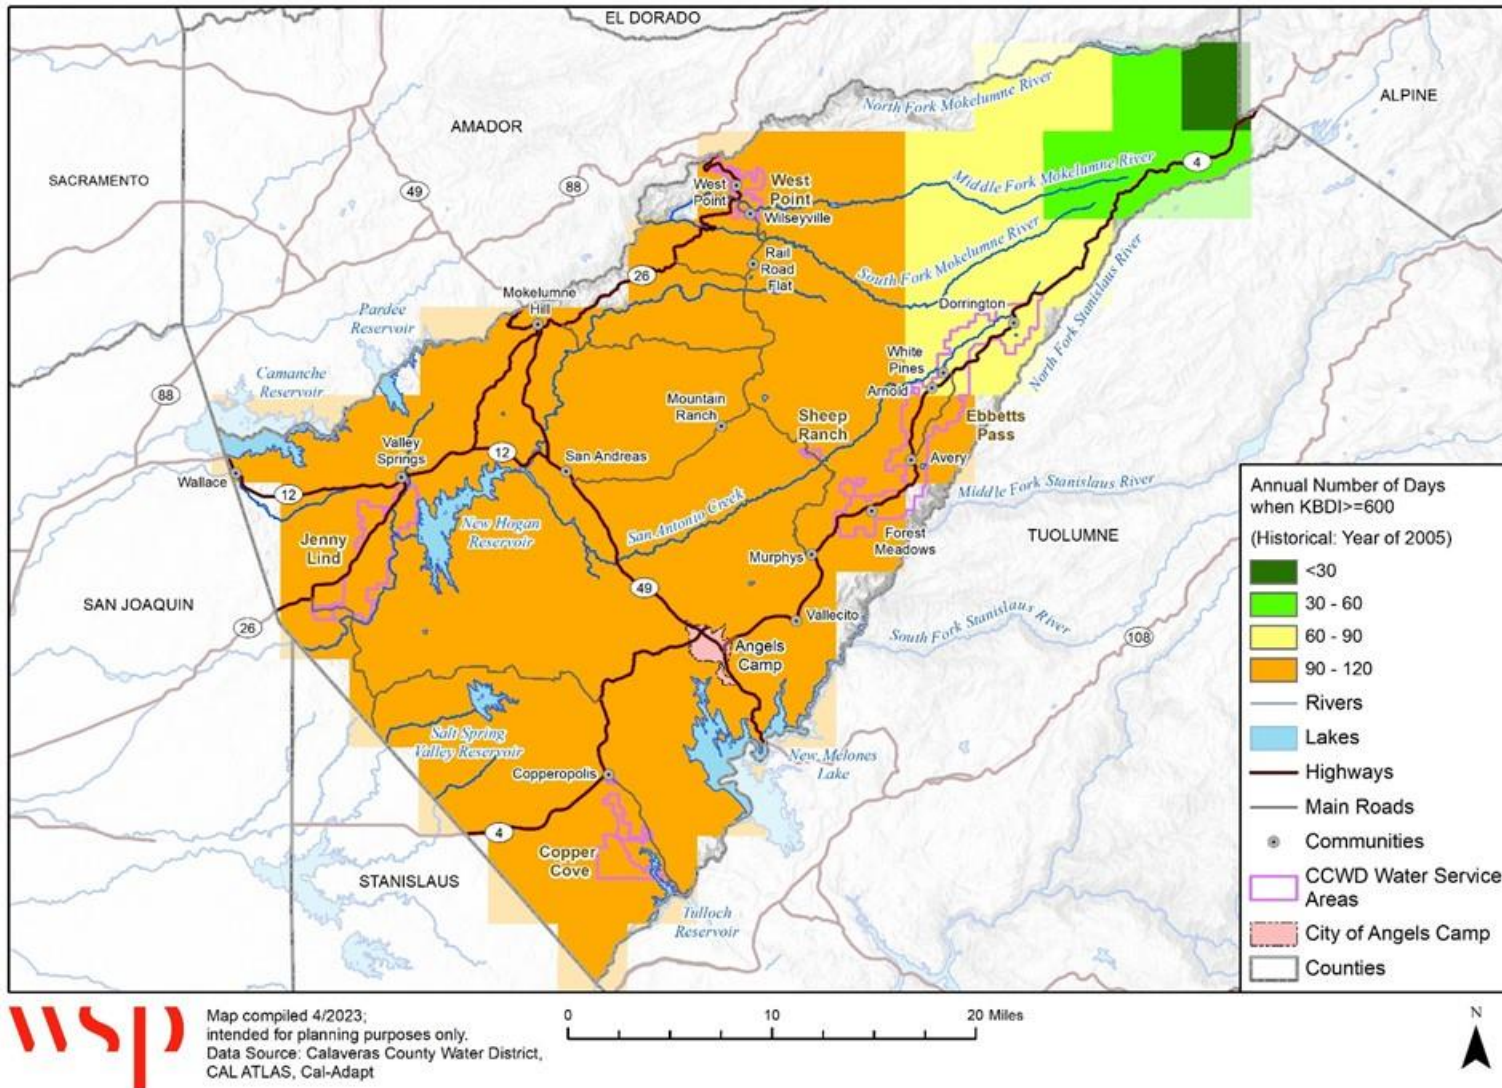 EL DORADO
ALPINE
North Fork Mokelumne River
AMADOR
SACRAMENTO
49
88
4
Middle Fork Mokelumne River
West
Point
West
Point
Wilseyville
South Fork Mokelumne River
Rail
Road
Flat
26
Mokelumne
Hill
Pardee
Reservoir
Dorrington
North Fork Stanislaus River
Camanche
Reservoir
88
White
Pines
Arnold
Mountain
Ranch
Sheep
Ranch
Ebbetts
Pass
Valley
Springs
12
San Andreas
Avery
Wallace
12
Middle Fork Stanislaus River
San Antonio Creek
New Hogan
Reservoir
Jenny
Lind
Forest
Meadows
TUOLUMNE
Murphys
49
SAN JOAQUIN
26
Vallecito
South Fork Stanislaus River
108
Angels
Camp
Salt Spring
Valley Reservoir
New Melones
Lake
Copperopolis
4
Copper
Cove
STANISLAUS
Tulloch
Reservoir
Annual Number of Days
when KBDI>=600
(Historical: Year of 2005)
<30
30 - 60
60 - 90
90 - 120
Rivers
Lakes
Highways
Main Roads
Communities
CCWD Water Service
Areas
City of Angels Camp
Counties
wsp
Map compiled 4/2023;
intended for planning purposes only.
Data Source: Calaveras County Water District,
CAL ATLAS, Cal-Adapt
0 10 20 Miles
N